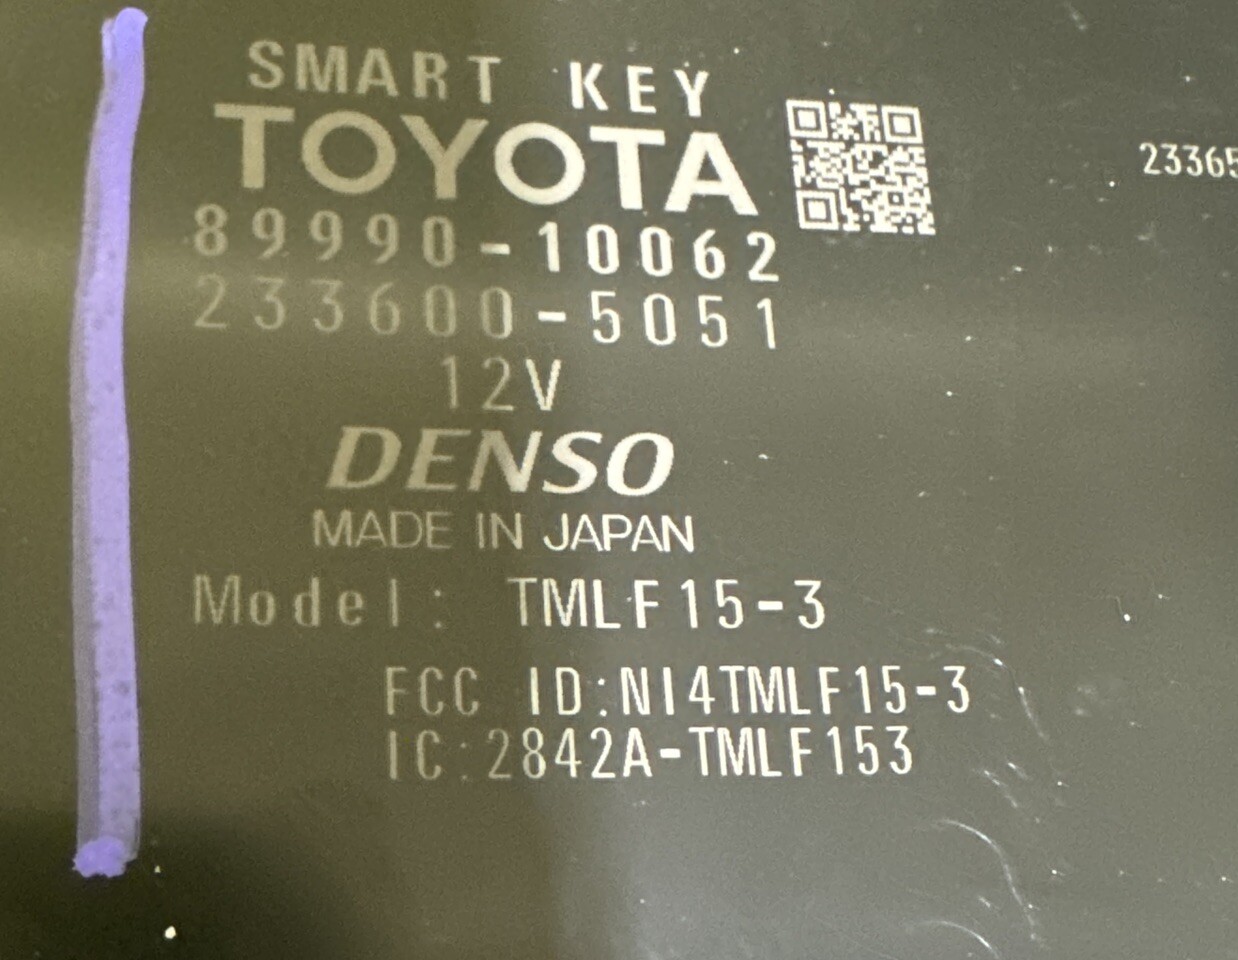 SMART KEY
TOYOTA
23365
89990-10062
233600-5051
12V
DENSO
MADE IN JAPAN
Model: TMLF15-3
FCC ID:NI4TMLF15-3
IC:2842A-TMLF153